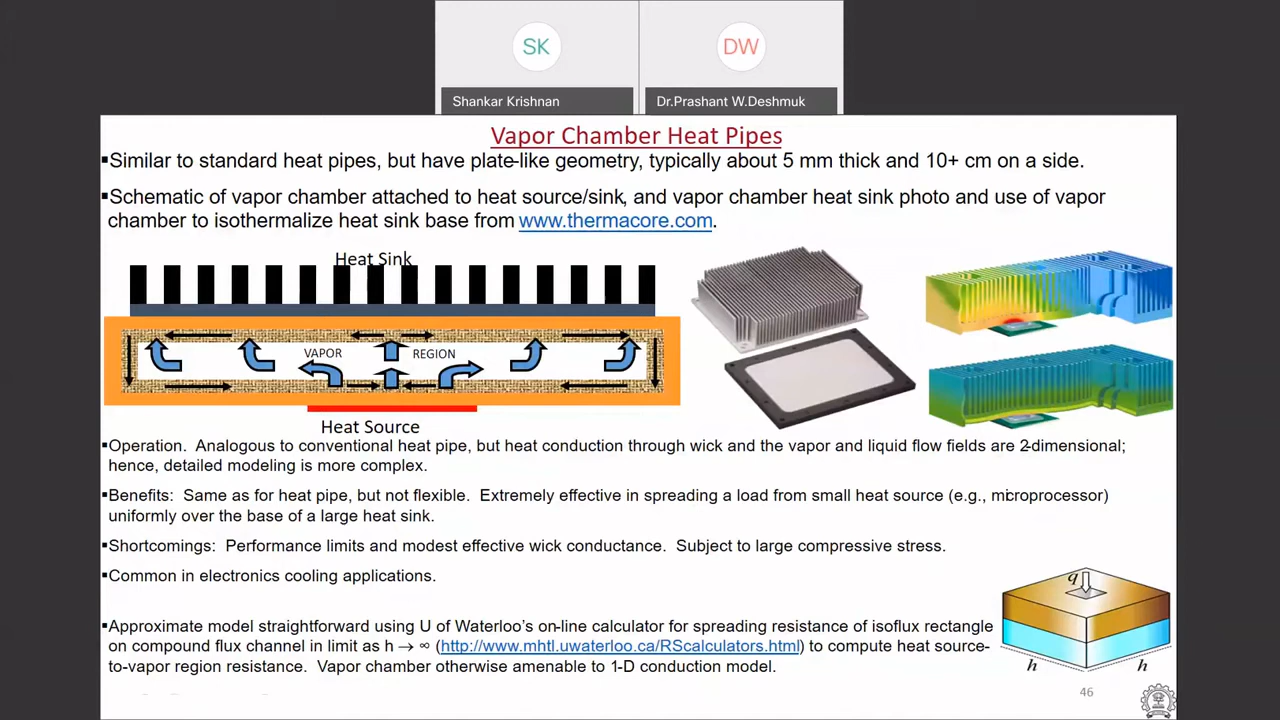 SK
DW
Shankar Krishnan
Dr.Prashant W.Deshmuk
Vapor Chamber Heat Pipes
▪Similar to standard heat pipes, but have plate-like geometry, typically about 5 mm thick and 10+ cm on a side.
▪Schematic of vapor chamber attached to heat source/sink, and vapor chamber heat sink photo and use of vapor
chamber to isothermalize heat sink base from www.thermacore.com.
Heat Sink
VAPOR
REGION
Heat Source
▪Operation. Analogous to conventional heat pipe, but heat conduction through wick and the vapor and liquid flow fields are 2-dimensional;
hence, detailed modeling is more complex.
▪Benefits: Same as for heat pipe, but not flexible. Extremely effective in spreading a load from small heat source (e.g., microprocessor)
uniformly over the base of a large heat sink.
▪Shortcomings: Performance limits and modest effective wick conductance. Subject to large compressive stress.
▪Common in electronics cooling applications.
q
▪Approximate model straightforward using U of Waterloo's on-line calculator for spreading resistance of isoflux rectangle
on compound flux channel in limit as h → ∞ (http://www.mhtl.uwaterloo.ca/RScalculators.html) to compute heat source-
to-vapor region resistance. Vapor chamber otherwise amenable to 1-D conduction model.
h
h
46